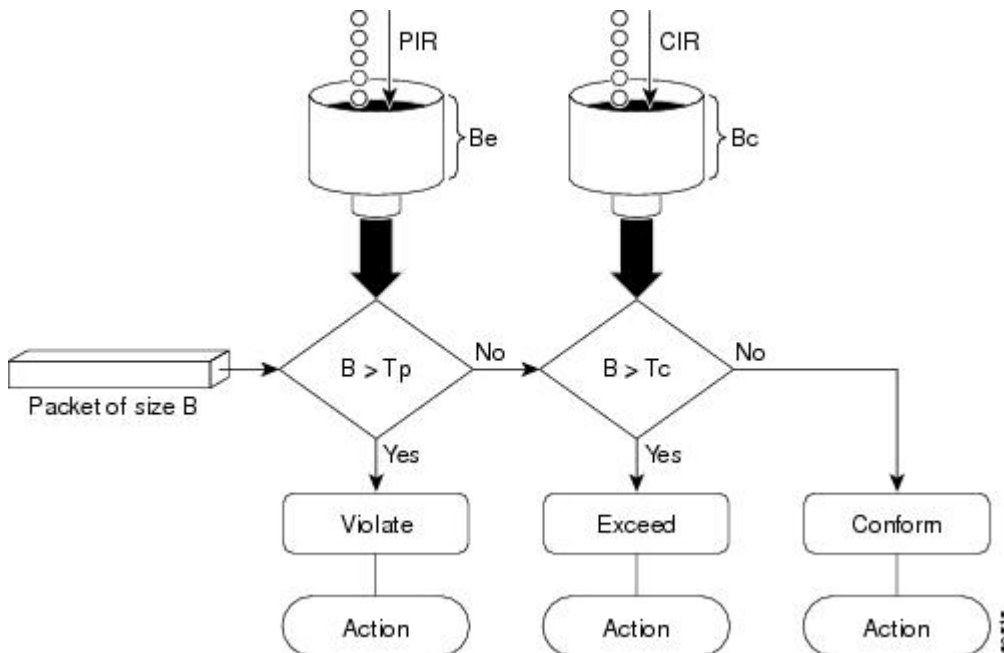 PIR
CIR
Be
Bc
B > Tp
No
B > Tc
No
Packet of size B
Yes
Yes
Violate
Exceed
Conform
Action
Action
Action